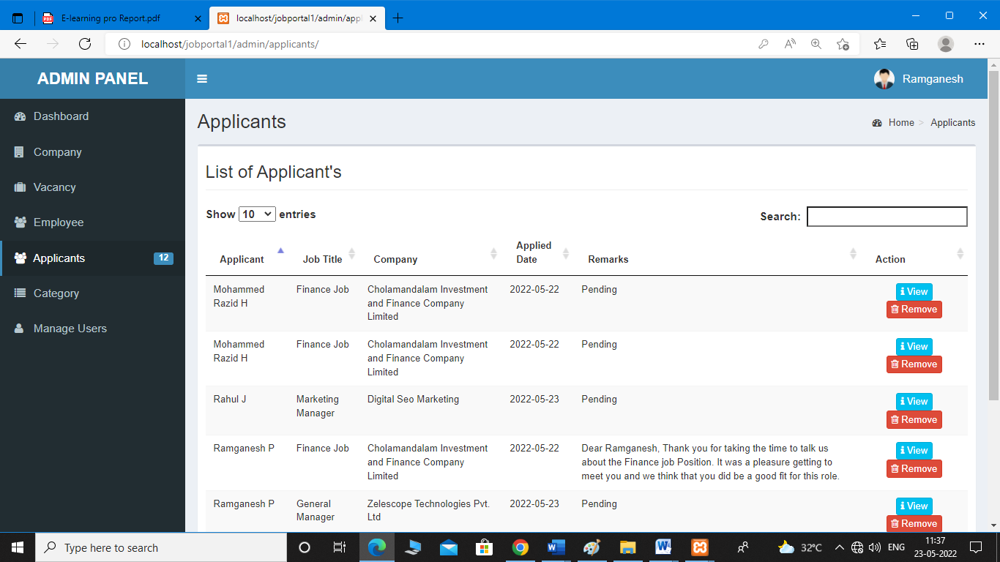 E-learning pro Report.pdf
localhost/jobportal1/admin/appl
localhost/jobportal1/admin/applicants/
ADMIN PANEL
Ramganesh
Dashboard
Company
Vacancy
Employee
Applicants 12
Category
Manage Users
Applicants
Home > Applicants
List of Applicant's
Show 10 entries
Search:
Applicant Job Title Company Applied Date Remarks Action
Mohammed Finance Job Cholamandalam Investment 2022-05-22 Pending View
Razid H and Finance Company Remove
Limited
Mohammed Finance Job Cholamandalam Investment 2022-05-22 Pending View
Razid H and Finance Company Remove
Limited
Rahul J Marketing Digital Seo Marketing 2022-05-23 Pending View
Manager Remove
Ramganesh P Finance Job Cholamandalam Investment 2022-05-22 Dear Ramganesh, Thank you for taking the time to talk us View
and Finance Company about the Finance job Position. It was a pleasure getting to Remove
Limited meet you and we think that you did be a good fit for this role.
Ramganesh P General Zelescope Technologies Pvt. 2022-05-23 Pending View
Manager Ltd Remove
Type here to search
32°C
ENG
11:37
23-05-2022